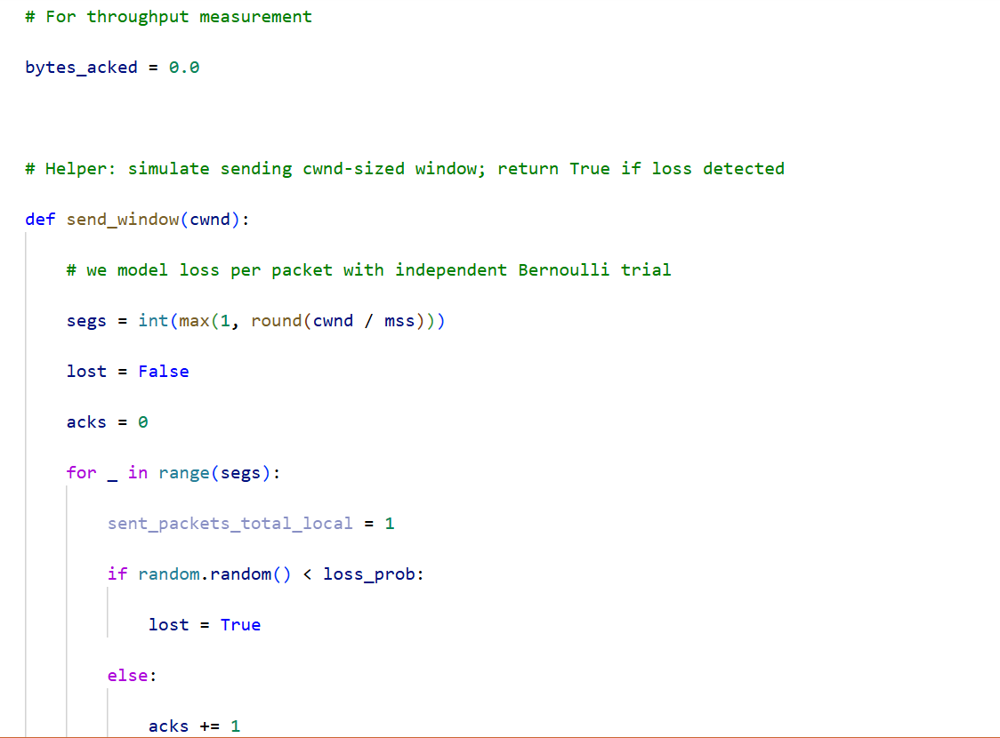 # For throughput measurement
bytes_acked = 0.0
# Helper: simulate sending cwnd-sized window; return True if loss detected
def send_window(cwnd):
    # we model loss per packet with independent Bernoulli trial
    segs = int(max(1, round(cwnd / mss)))
    lost = False
    acks = 0
    for _ in range(segs):
        sent_packets_total_local = 1
        if random.random() < loss_prob:
            lost = True
        else:
            acks += 1